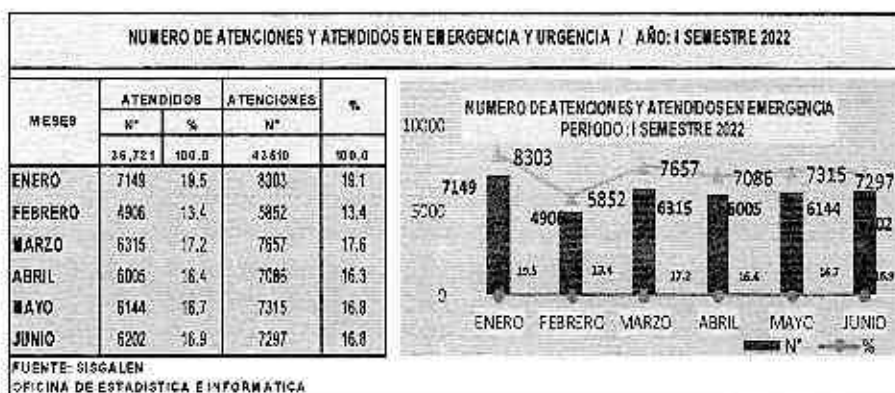 NUMERO DE ATENCIONES Y ATENDIDOS EN EMERGENCIA Y URGENCIA / AÑO: I SEMESTRE 2022
MESES ATENDIDOS ATENCIONES %
N° % N°
36,721 100.0 43610 100.0
ENERO 7149 19.5 8303 19.1
FEBRERO 4906 13.4 5852 13.4
MARZO 6315 17.2 7657 17.6
ABRIL 6005 16.4 7086 16.3
MAYO 6144 16.7 7315 16.8
JUNIO 6202 16.9 7297 16.8
FUENTE: SISGALEN
OFICINA DE ESTADISTICA E INFORMATICA
NUMERO DE ATENCIONES Y ATENDIDOS EN EMERGENCIA
PERIODO: I SEMESTRE 2022
10000
5000
0
8303 5852 7657 7086 7315 7297
7149 4906 6315 6005 6144 02
19.5 13.4 17.2 16.4 16.7 16.9
ENERO FEBRERO MARZO ABRIL MAYO JUNIO
N° %